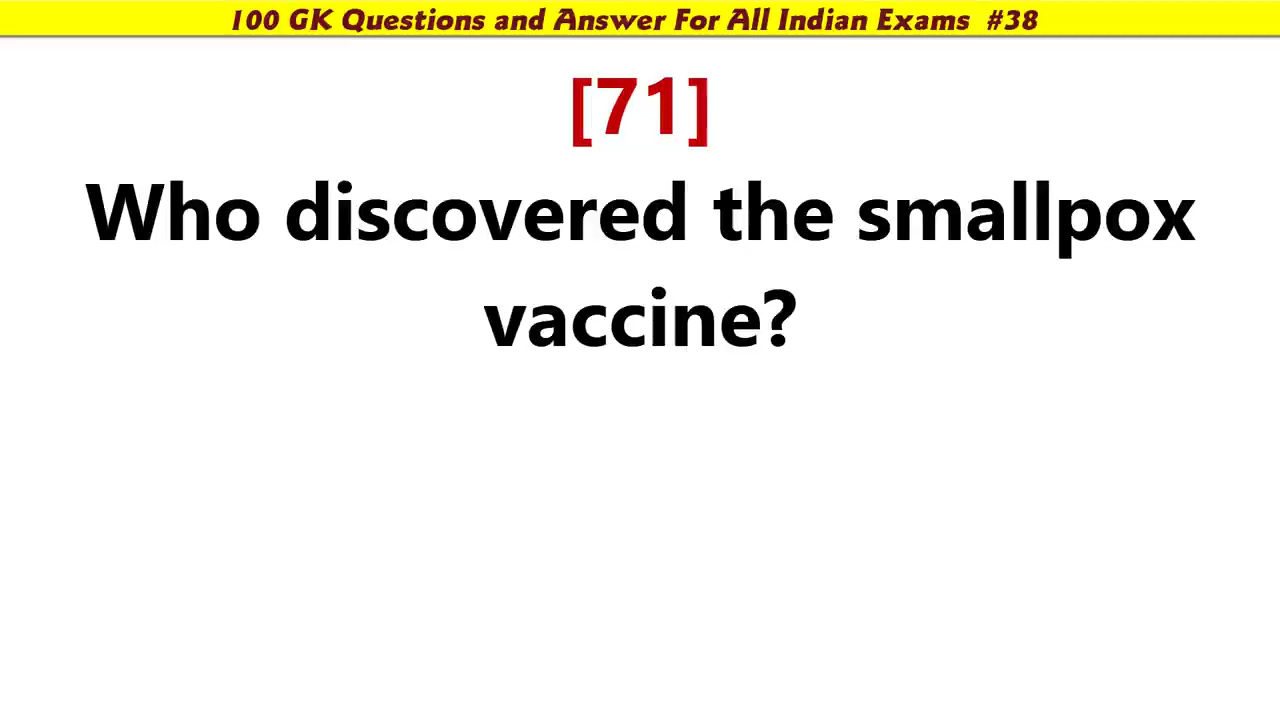 100 GK Questions and Answer For All Indian Exams #38
[71]
Who discovered the smallpox
vaccine?